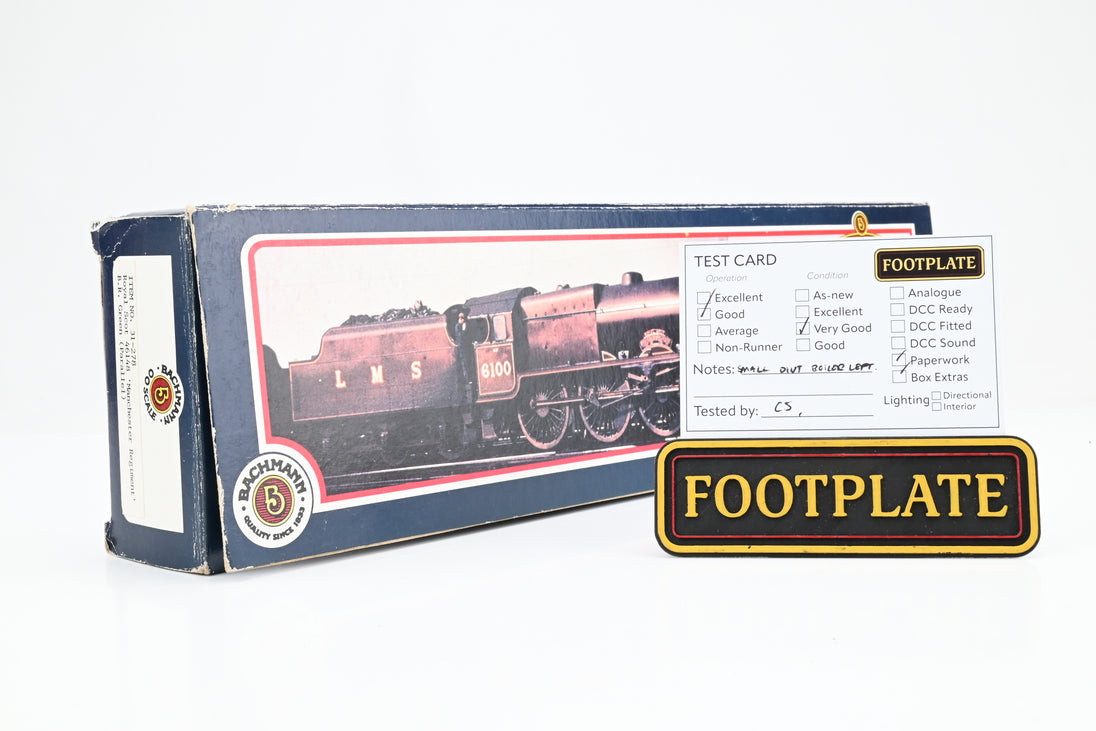 ITEM NO. 31-278
Royal Scot 46148 'Manchester Regiment'
B.R. Green (Parallel)
· BACHMANN ·
OO SCALE
L M S
6100
BACHMANN
· QUALITY SINCE 1833 ·
TEST CARD
FOOTPLATE
Operation
Excellent
Good
Average
Non-Runner
Condition
As-new
Excellent
Very Good
Good
Analogue
DCC Ready
DCC Fitted
DCC Sound
Paperwork
Box Extras
Notes: SMALL DINT BOILER LEFT.
Lighting
Directional
Interior
Tested by: CS,
FOOTPLATE